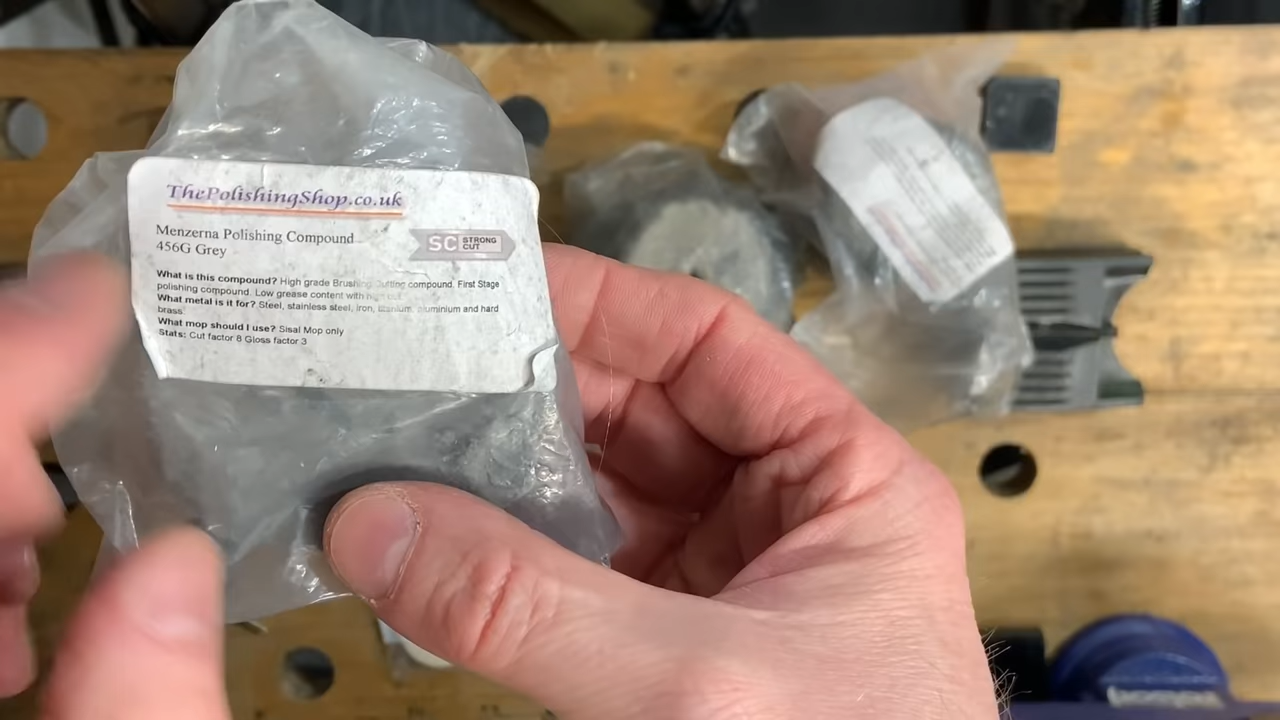 ThePolishingShop.co.uk
Menzerna Polishing Compound
456G Grey
SC STRONG CUT
What is this compound? High grade Brushing Cutting compound. First Stage
polishing compound. Low grease content with high cut.
What metal is it for? Steel, stainless steel, iron, titanium, aluminium and hard
brass.
What mop should I use? Sisal Mop only
Stats: Cut factor 8 Gloss factor 3